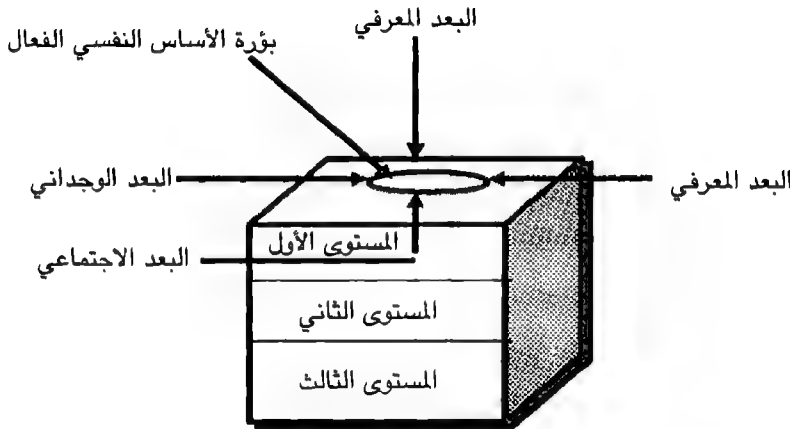 البعد المعرفي
بؤرة الأساس النفسي الفعال
البعد المعرفي
البعد الوجداني
المستوى الأول
البعد الاجتماعي
المستوى الثاني
المستوى الثالث